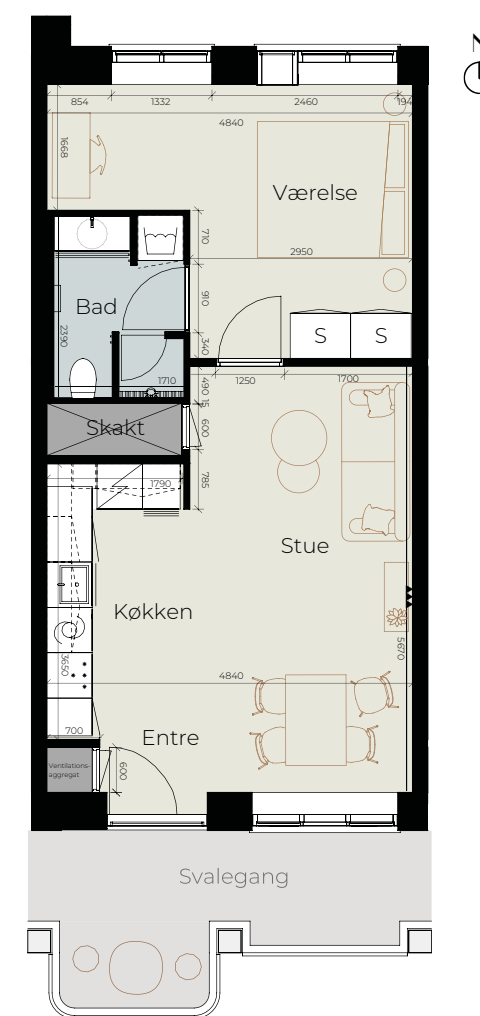 N
854
1332
2460
194
4840
1668
Værelse
710
2950
910
Bad
2390
340
S
S
1710
490
1250
1700
15
600
Skakt
1790
785
Stue
Køkken
3650
5670
4840
700
Entre
600
Ventilations-
aggregat
Svalegang